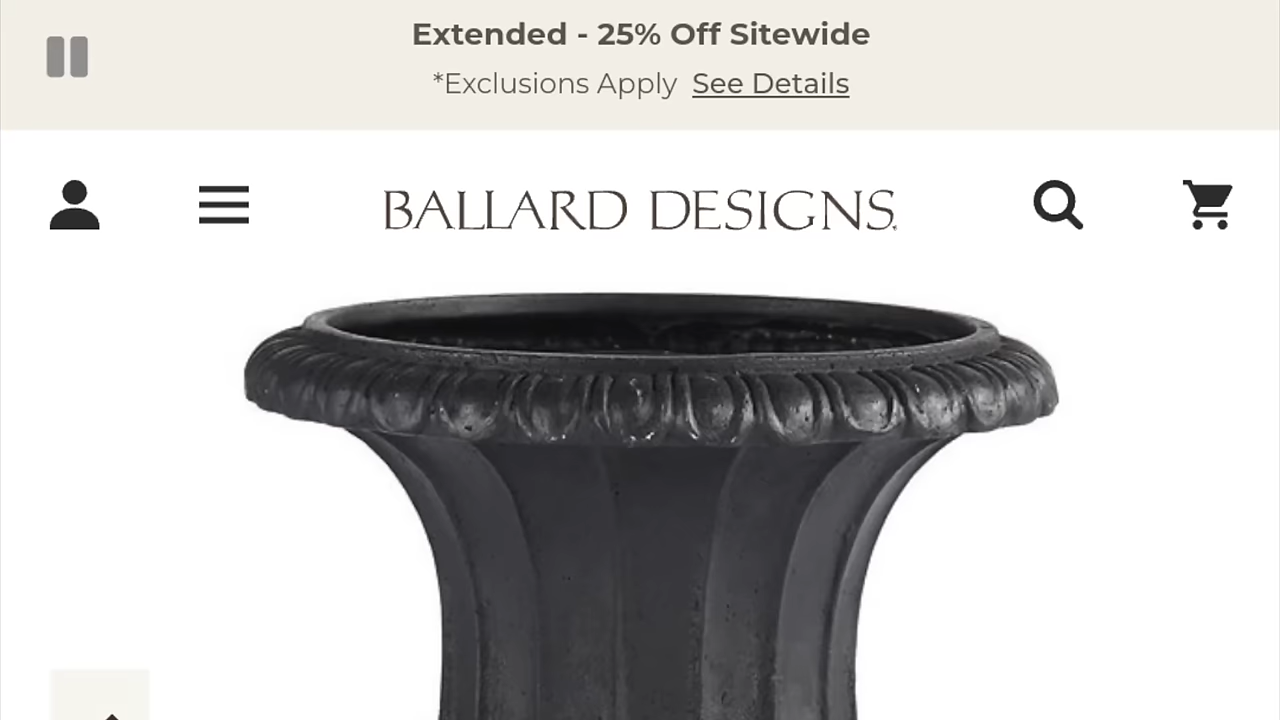 Extended - 25% Off Sitewide
*Exclusions Apply See Details
BALLARD DESIGNS